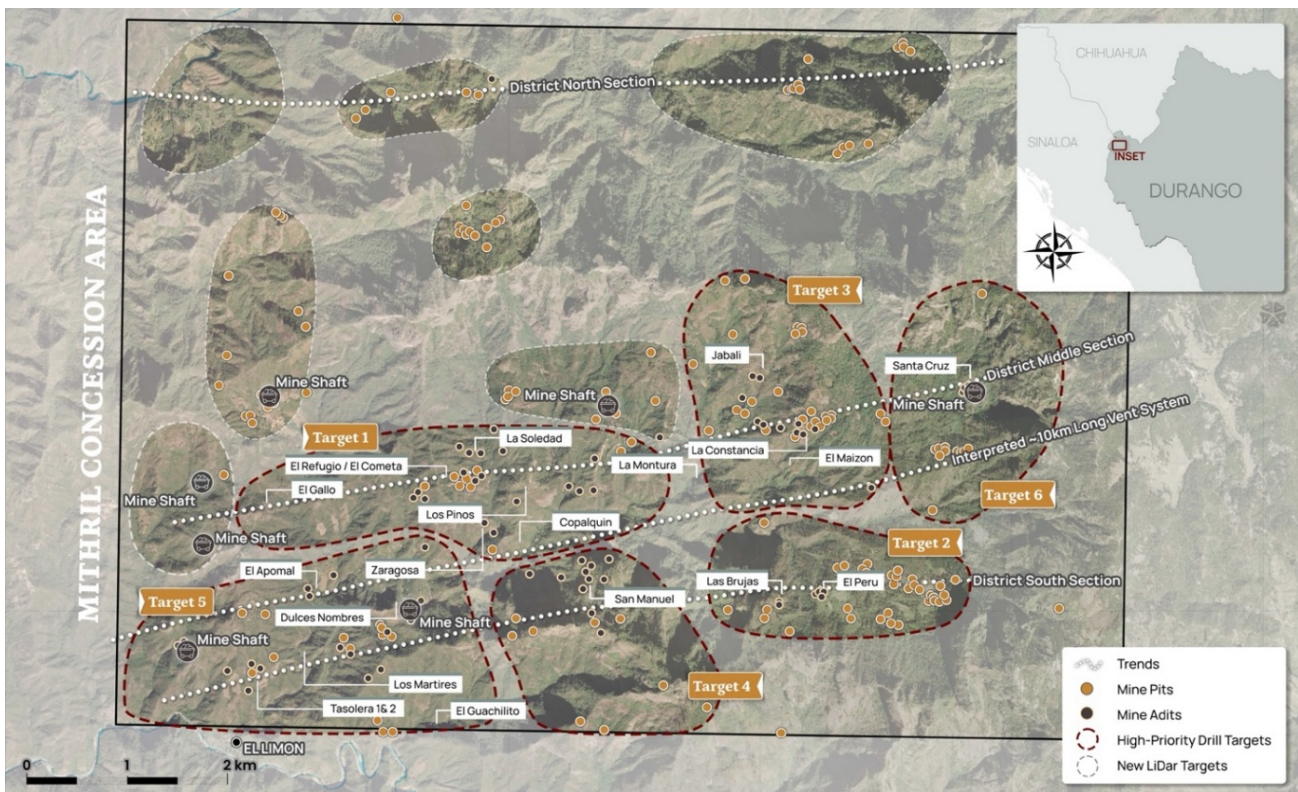 MITHRIL CONCESSION AREA
District North Section
CHIHUAHUA
SINALOA
INSET
DURANGO
Target 3
Jabali
Santa Cruz
District Middle Section
Mine Shaft
Mine Shaft
Mine Shaft
Interpreted ~10km Long Vent System
Target 1
La Soledad
La Constancia
El Refugio / El Cometa
La Montura
El Maizon
El Gallo
Mine Shaft
Target 6
Los Pinos
Copalquin
Mine Shaft
Target 2
El Apomal
Zaragosa
Las Brujas
El Peru
District South Section
Target 5
San Manuel
Dulces Nombres
Mine Shaft
Mine Shaft
Los Martires
Target 4
Tasolera 1& 2
El Guachilito
ELLIMON
0 1 2 km
Trends
Mine Pits
Mine Adits
High-Priority Drill Targets
New LiDar Targets